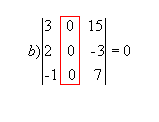 |3 0 15|
b)|2 0 -3| = 0
|-1 0 7|